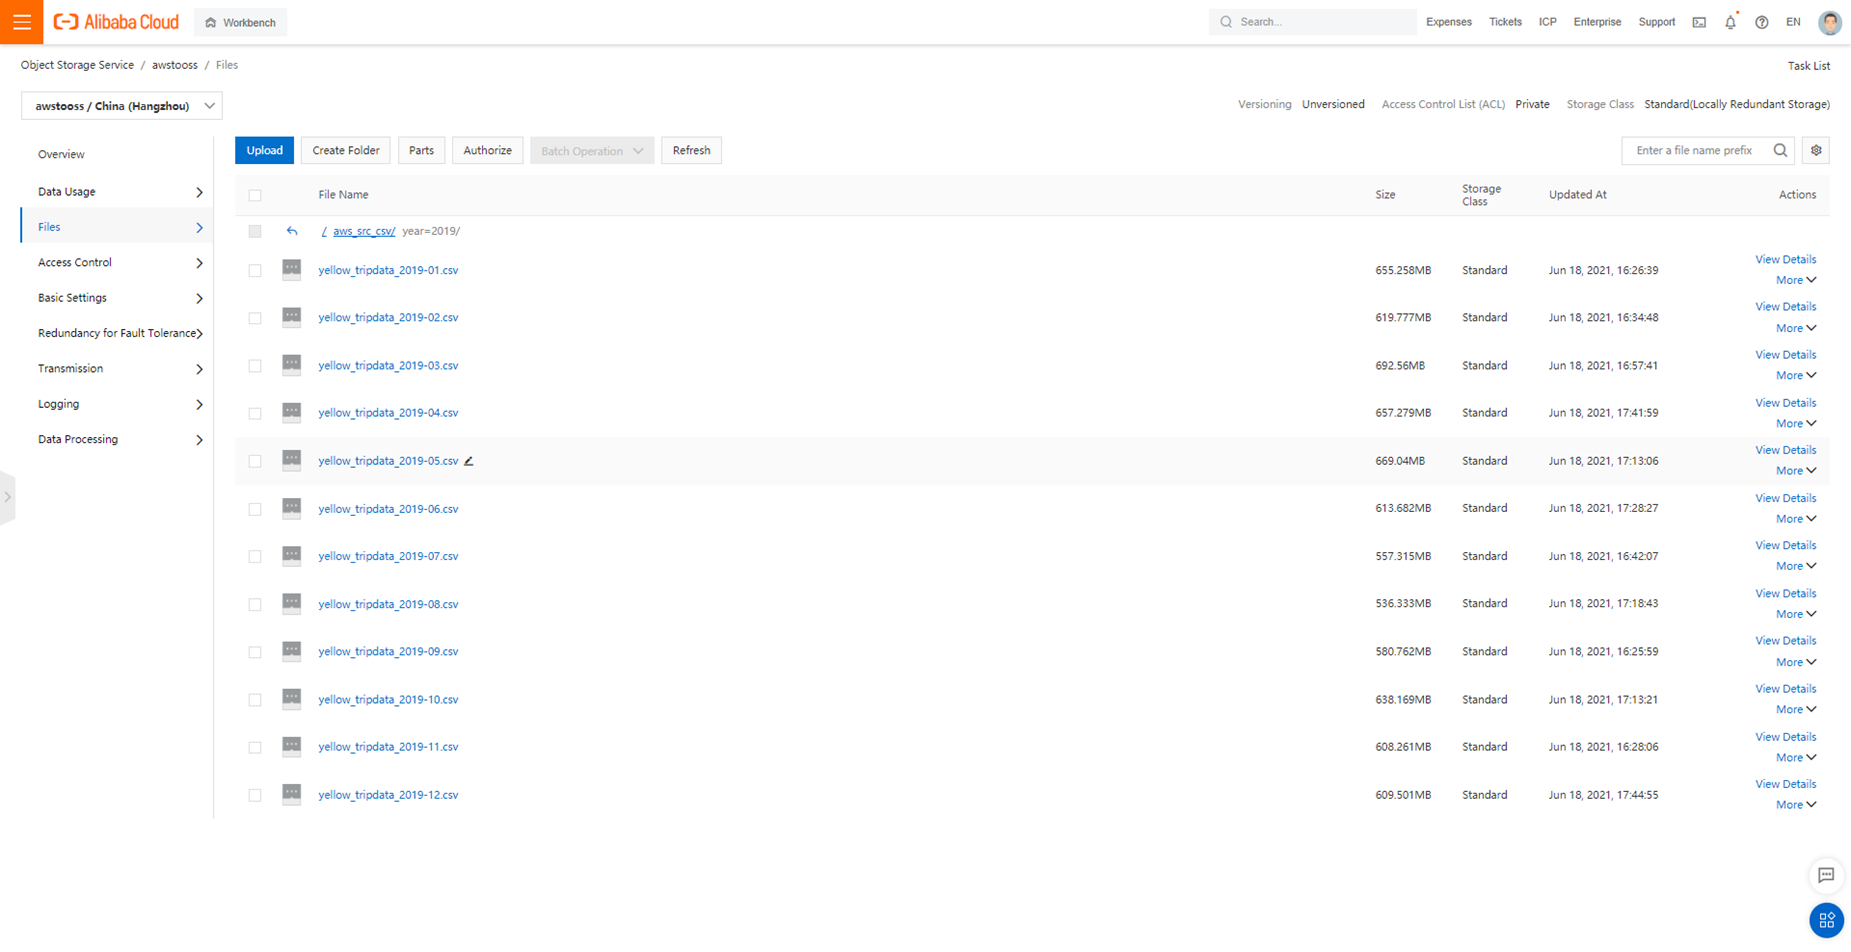 Alibaba Cloud Workbench Search... Expenses Tickets ICP Enterprise Support EN
Object Storage Service / awstooss / Files Task List
awstooss / China (Hangzhou) Versioning Unversioned Access Control List (ACL) Private Storage Class Standard(Locally Redundant Storage)
Overview
Data Usage
Files
Access Control
Basic Settings
Redundancy for Fault Tolerance
Transmission
Logging
Data Processing
Upload Create Folder Parts Authorize Batch Operation Refresh Enter a file name prefix
File Name Size Storage Class Updated At Actions
/ aws_src_csv/ year=2019/
yellow_tripdata_2019-01.csv 655.258MB Standard Jun 18, 2021, 16:26:39 View Details
More
yellow_tripdata_2019-02.csv 619.777MB Standard Jun 18, 2021, 16:34:48 View Details
More
yellow_tripdata_2019-03.csv 692.56MB Standard Jun 18, 2021, 16:57:41 View Details
More
yellow_tripdata_2019-04.csv 657.279MB Standard Jun 18, 2021, 17:41:59 View Details
More
yellow_tripdata_2019-05.csv 669.04MB Standard Jun 18, 2021, 17:13:06 View Details
More
yellow_tripdata_2019-06.csv 613.682MB Standard Jun 18, 2021, 17:28:27 View Details
More
yellow_tripdata_2019-07.csv 557.315MB Standard Jun 18, 2021, 16:42:07 View Details
More
yellow_tripdata_2019-08.csv 536.333MB Standard Jun 18, 2021, 17:18:43 View Details
More
yellow_tripdata_2019-09.csv 580.762MB Standard Jun 18, 2021, 16:25:59 View Details
More
yellow_tripdata_2019-10.csv 638.169MB Standard Jun 18, 2021, 17:13:21 View Details
More
yellow_tripdata_2019-11.csv 608.261MB Standard Jun 18, 2021, 16:28:06 View Details
More
yellow_tripdata_2019-12.csv 609.501MB Standard Jun 18, 2021, 17:44:55 View Details
More